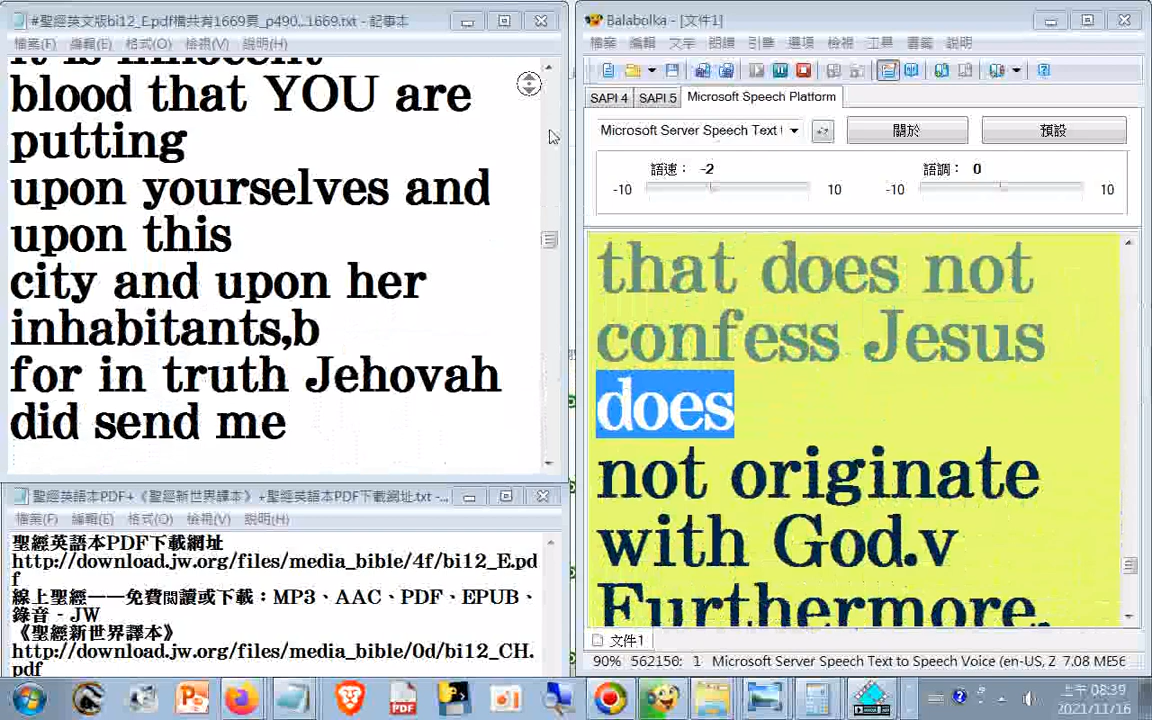 #聖經英文版bi12_E.pdf檔共有1669頁_p490,..1669.txt - 記事本
檔案(F) 編輯(E) 格式(O) 檢視(V) 說明(H)
It is innocent
blood that YOU are
putting
upon yourselves and
upon this
city and upon her
inhabitants,b
for in truth Jehovah
did send me
聖經英語本PDF+《聖經新世界譯本》+聖經英語本PDF下載網址.txt - ...
檔案(F) 編輯(E) 格式(O) 檢視(V) 說明(H)
聖經英語本PDF下載網址
http://download.jw.org/files/media_bible/4f/bi12_E.pd
f
線上聖經——免費閱讀或下載：MP3、AAC、PDF、EPUB、
錄音 - JW
《聖經新世界譯本》
http://download.jw.org/files/media_bible/0d/bi12_CH.
pdf
Balabolka - [文件1]
檔案 編輯 文字 朗讀 引擎 選項 檢視 工具 書籤 說明
SAPI 4 SAPI 5 Microsoft Speech Platform
Microsoft Server Speech Text 關於 預設
語速： -2 語調： 0
-10 10 -10 10
that does not
confess Jesus
does
not originate
with God.v
Furthermore,
文件1
90% 562150: 1 Microsoft Server Speech Text to Speech Voice (en-US, Z 7.08 ME56
PDF
上午 08:39
2021/11/16